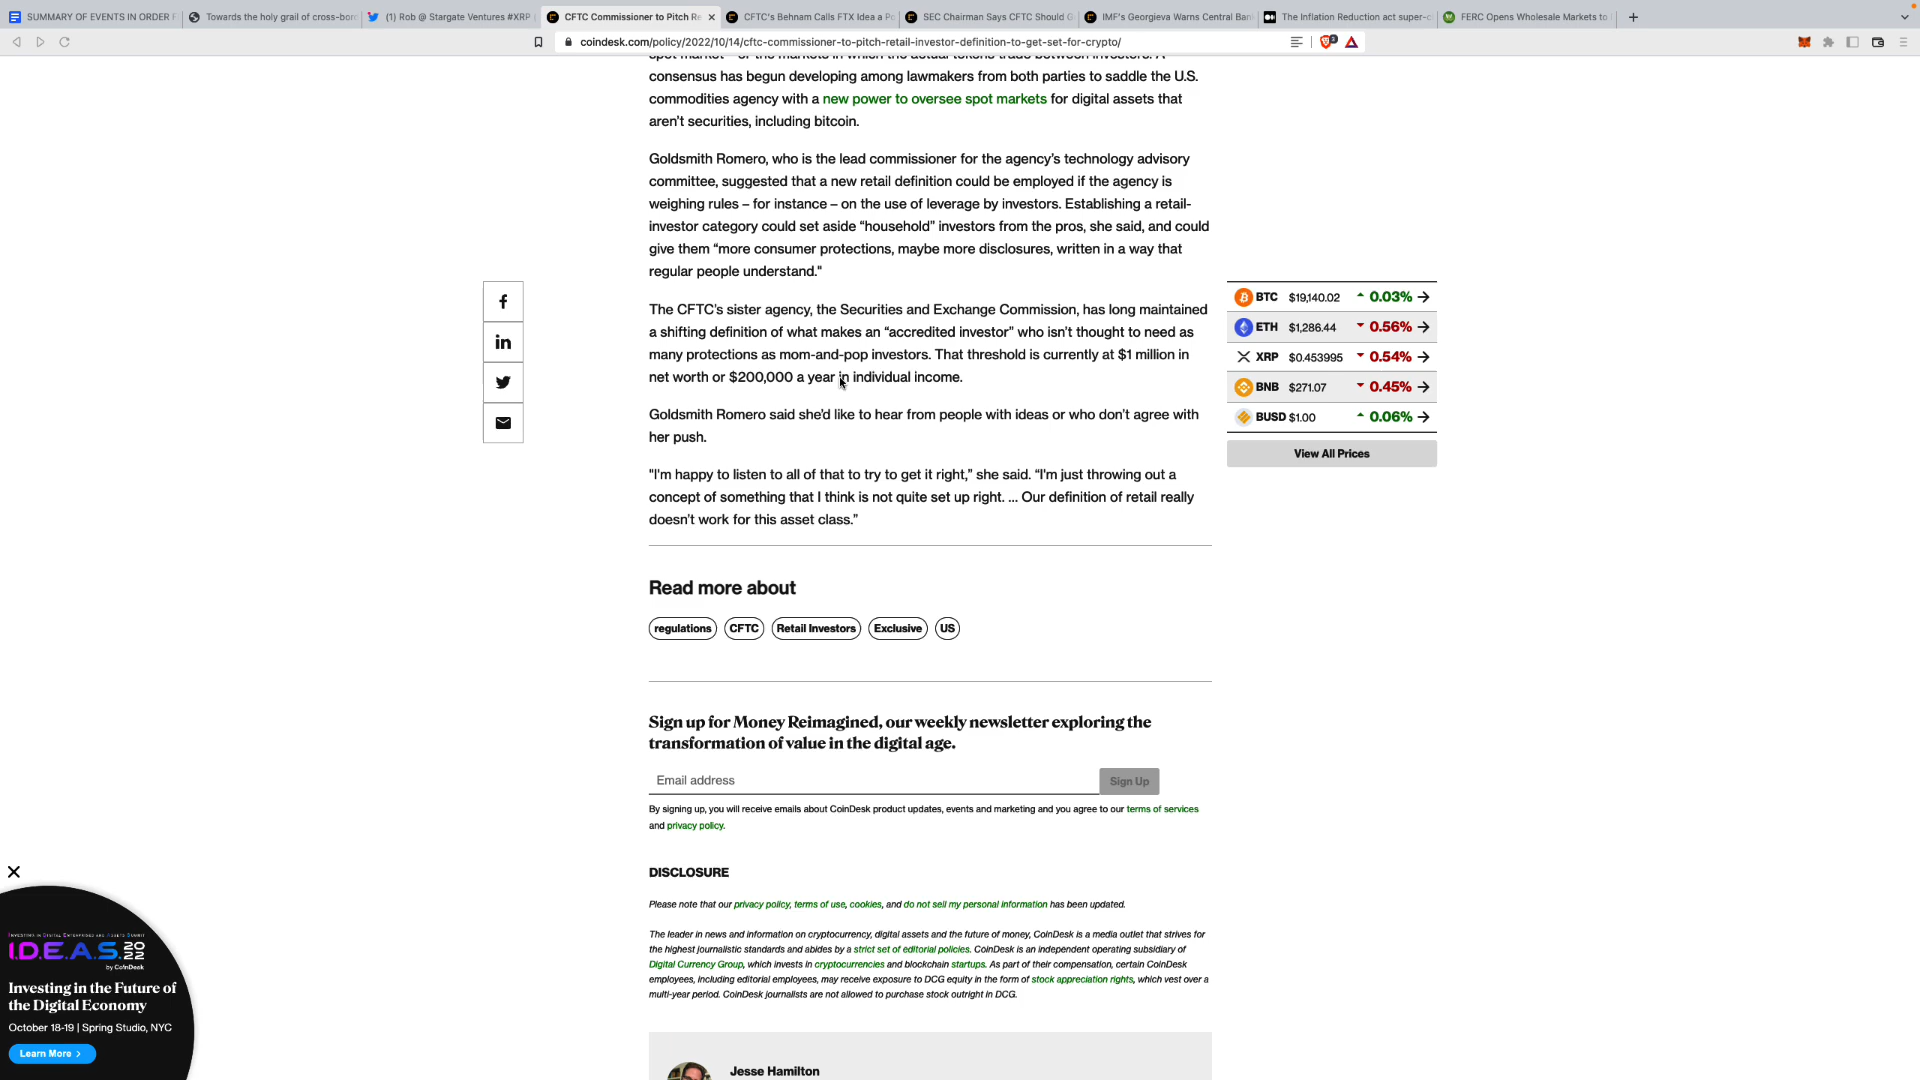 SUMMARY OF EVENTS IN ORDER F
Towards the holy grail of cross-bor
(1) Rob @ Stargate Ventures #XRP
CFTC Commissioner to Pitch Re
CFTC's Behnam Calls FTX Idea a Po
SEC Chairman Says CFTC Should G
IMF's Georgieva Warns Central Ban
The Inflation Reduction act super-c
FERC Opens Wholesale Markets to
coindesk.com/policy/2022/10/14/cftc-commissioner-to-pitch-retail-investor-definition-to-get-set-for-crypto/
spot market – or the markets in which the actual tokens trade between investors. A
consensus has begun developing among lawmakers from both parties to saddle the U.S.
commodities agency with a new power to oversee spot markets for digital assets that
aren't securities, including bitcoin.
Goldsmith Romero, who is the lead commissioner for the agency's technology advisory
committee, suggested that a new retail definition could be employed if the agency is
weighing rules – for instance – on the use of leverage by investors. Establishing a retail-
investor category could set aside “household” investors from the pros, she said, and could
give them “more consumer protections, maybe more disclosures, written in a way that
regular people understand."
The CFTC's sister agency, the Securities and Exchange Commission, has long maintained
a shifting definition of what makes an “accredited investor” who isn't thought to need as
many protections as mom-and-pop investors. That threshold is currently at $1 million in
net worth or $200,000 a year in individual income.
Goldsmith Romero said she'd like to hear from people with ideas or who don't agree with
her push.
"I'm happy to listen to all of that to try to get it right,” she said. “I'm just throwing out a
concept of something that I think is not quite set up right. ... Our definition of retail really
doesn't work for this asset class.”
BTC $19,140.02 0.03%
ETH $1,286.44 0.56%
XRP $0.453995 0.54%
BNB $271.07 0.45%
BUSD $1.00 0.06%
View All Prices
Read more about
regulations CFTC Retail Investors Exclusive US
Sign up for Money Reimagined, our weekly newsletter exploring the
transformation of value in the digital age.
Email address Sign Up
By signing up, you will receive emails about CoinDesk product updates, events and marketing and you agree to our terms of services
and privacy policy.
DISCLOSURE
Please note that our privacy policy, terms of use, cookies, and do not sell my personal information has been updated.
The leader in news and information on cryptocurrency, digital assets and the future of money, CoinDesk is a media outlet that strives for
the highest journalistic standards and abides by a strict set of editorial policies. CoinDesk is an independent operating subsidiary of
Digital Currency Group, which invests in cryptocurrencies and blockchain startups. As part of their compensation, certain CoinDesk
employees, including editorial employees, may receive exposure to DCG equity in the form of stock appreciation rights, which vest over a
multi-year period. CoinDesk journalists are not allowed to purchase stock outright in DCG.
Jesse Hamilton
INVESTING IN DIGITAL ENTERPRISES AND ASSETS SUMMIT
I.D.E.A.S. 2022
by CoinDesk
Investing in the Future of
the Digital Economy
October 18-19 | Spring Studio, NYC
Learn More